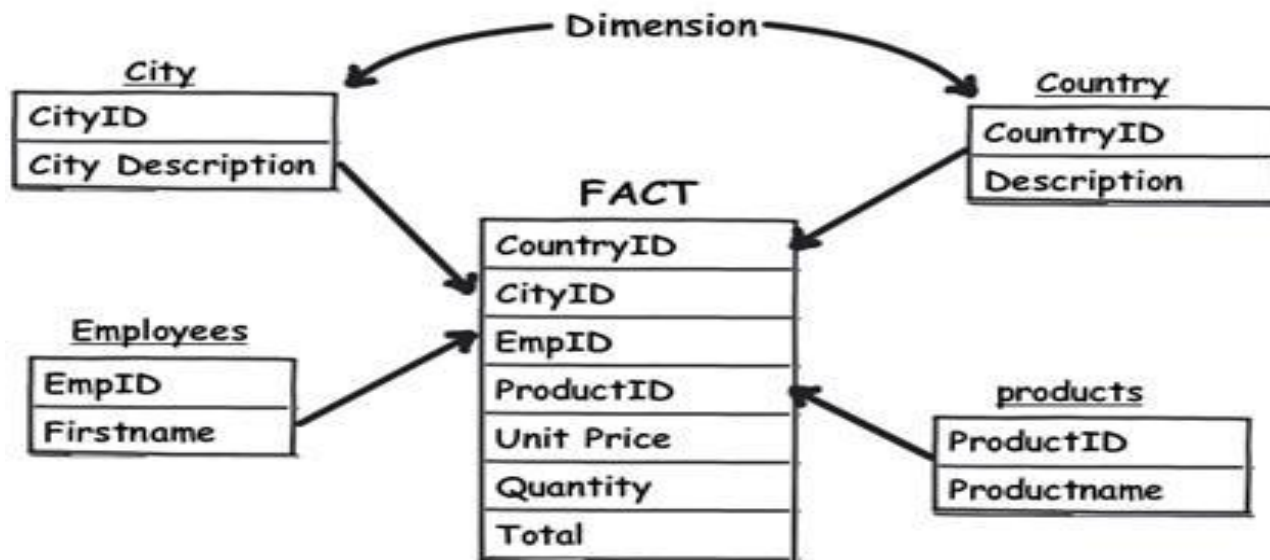 Dimension
City
CityID
City Description
Country
CountryID
Description
FACT
CountryID
CityID
EmpID
ProductID
Unit Price
Quantity
Total
Employees
EmpID
Firstname
products
ProductID
Productname